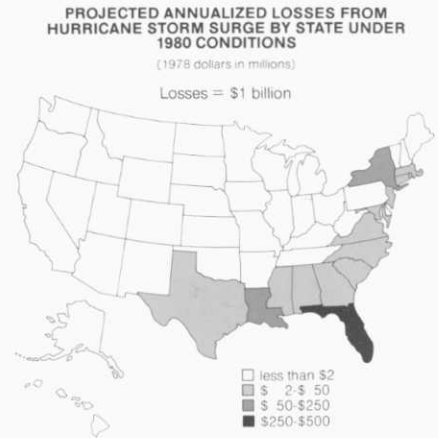 PROJECTED ANNUALIZED LOSSES FROM
HURRICANE STORM SURGE BY STATE UNDER
1980 CONDITIONS
(1978 dollars in millions)
Losses = $1 billion
less than $2
$ 2-$ 50
$ 50-$250
$250-$500